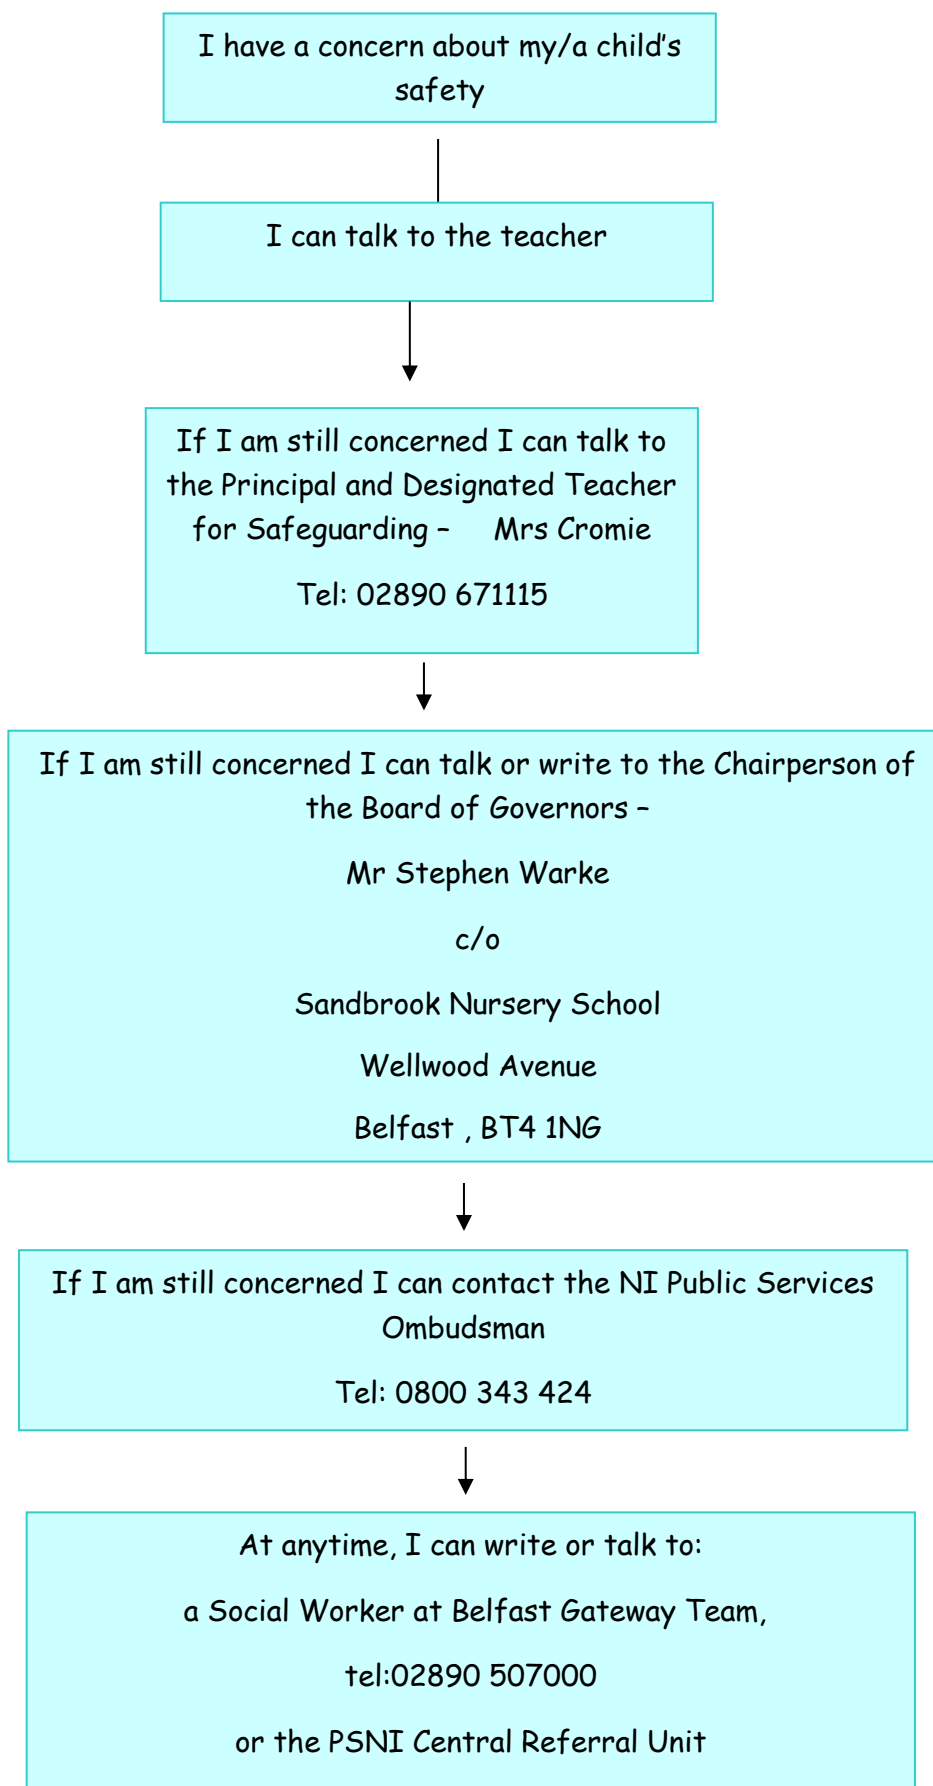 I have a concern about my/a child's
safety
I can talk to the teacher
If I am still concerned I can talk to
the Principal and Designated Teacher
for Safeguarding – Mrs Cromie
Tel: 02890 671115
If I am still concerned I can talk or write to the Chairperson of
the Board of Governors –
Mr Stephen Warke
c/o
Sandbrook Nursery School
Wellwood Avenue
Belfast , BT4 1NG
If I am still concerned I can contact the NI Public Services
Ombudsman
Tel: 0800 343 424
At anytime, I can write or talk to:
a Social Worker at Belfast Gateway Team,
tel:02890 507000
or the PSNI Central Referral Unit